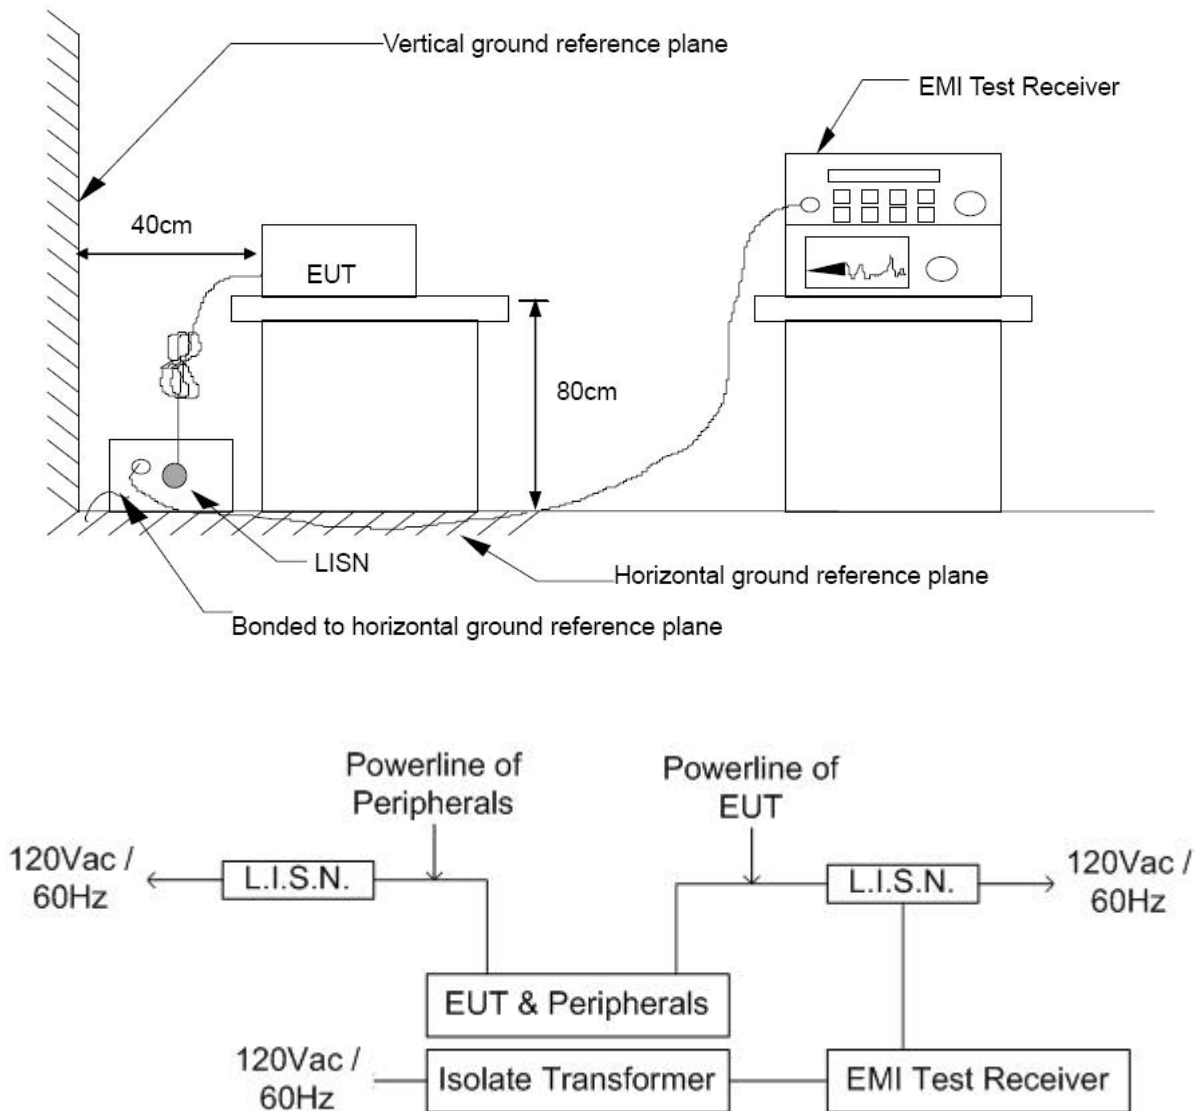 Vertical ground reference plane
EMI Test Receiver
40cm
EUT
80cm
LISN
Horizontal ground reference plane
Bonded to horizontal ground reference plane
Powerline of
Peripherals
Powerline of
EUT
120Vac /
60Hz
L.I.S.N.
L.I.S.N.
120Vac /
60Hz
EUT & Peripherals
120Vac /
60Hz
Isolate Transformer
EMI Test Receiver